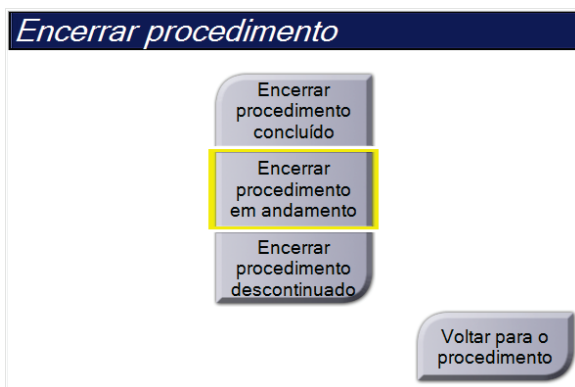 Encerrar procedimento
Encerrar
procedimento
concluído
Encerrar
procedimento
em andamento
Encerrar
procedimento
descontinuado
Voltar para o
procedimento